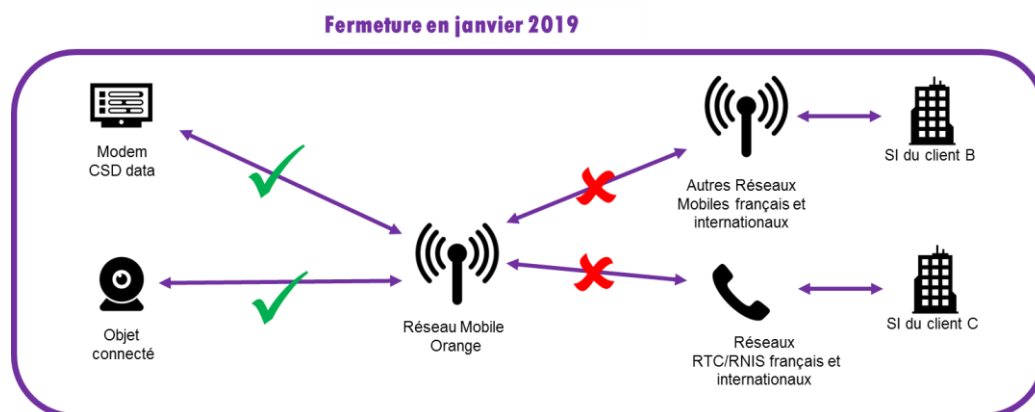 Fermeture en janvier 2019
Modem
CSD data
Objet
connecté
Réseau Mobile
Orange
Autres Réseaux
Mobiles français et
internationaux
SI du client B
Réseaux
RTC/RNIS français et
internationaux
SI du client C